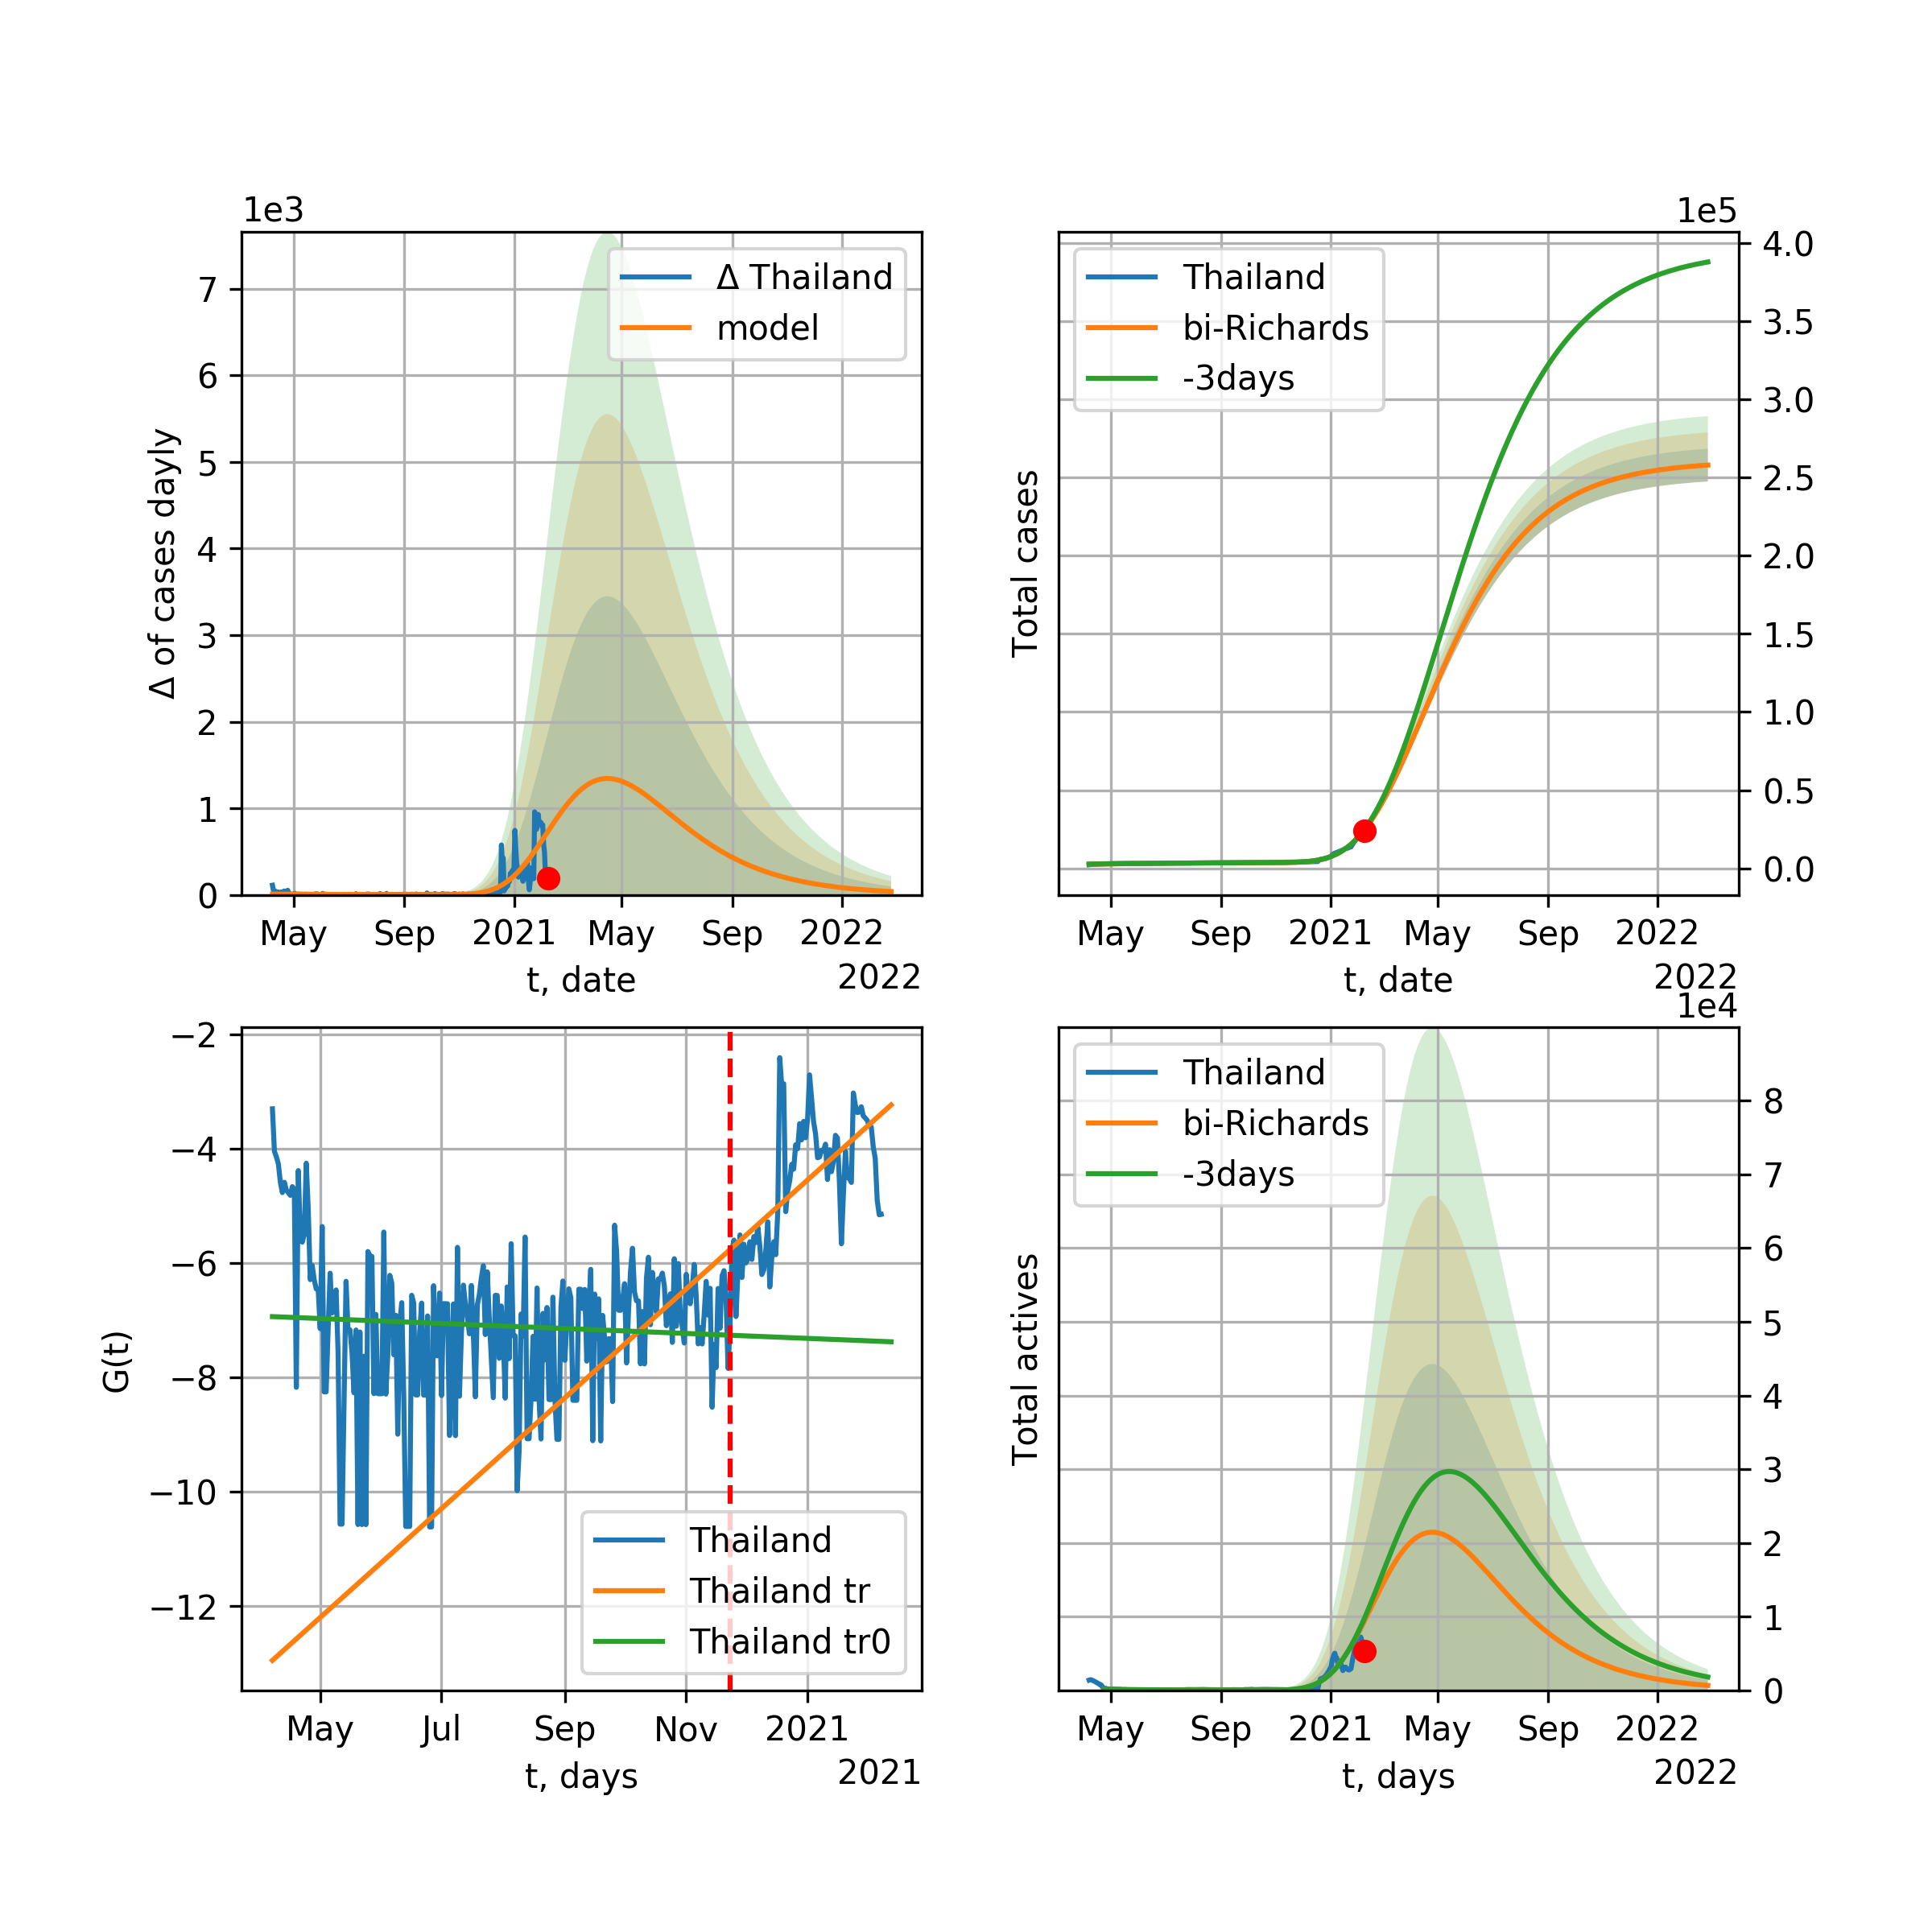 1e3
Δ of cases dayly
7
6
5
4
3
2
1
0
Δ Thailand
model
May
Sep
2021
May
Sep
2022
t, date
2022
1e5
Total cases
Thailand
bi-Richards
-3days
4.0
3.5
3.0
2.5
2.0
1.5
1.0
0.5
0.0
May
Sep
2021
May
Sep
2022
t, date
2022
G(t)
−2
−4
−6
−8
−10
−12
Thailand
Thailand tr
Thailand tr0
May
Jul
Sep
Nov
2021
t, days
2021
1e4
Total actives
Thailand
bi-Richards
-3days
8
7
6
5
4
3
2
1
0
May
Sep
2021
May
Sep
2022
t, days
2022